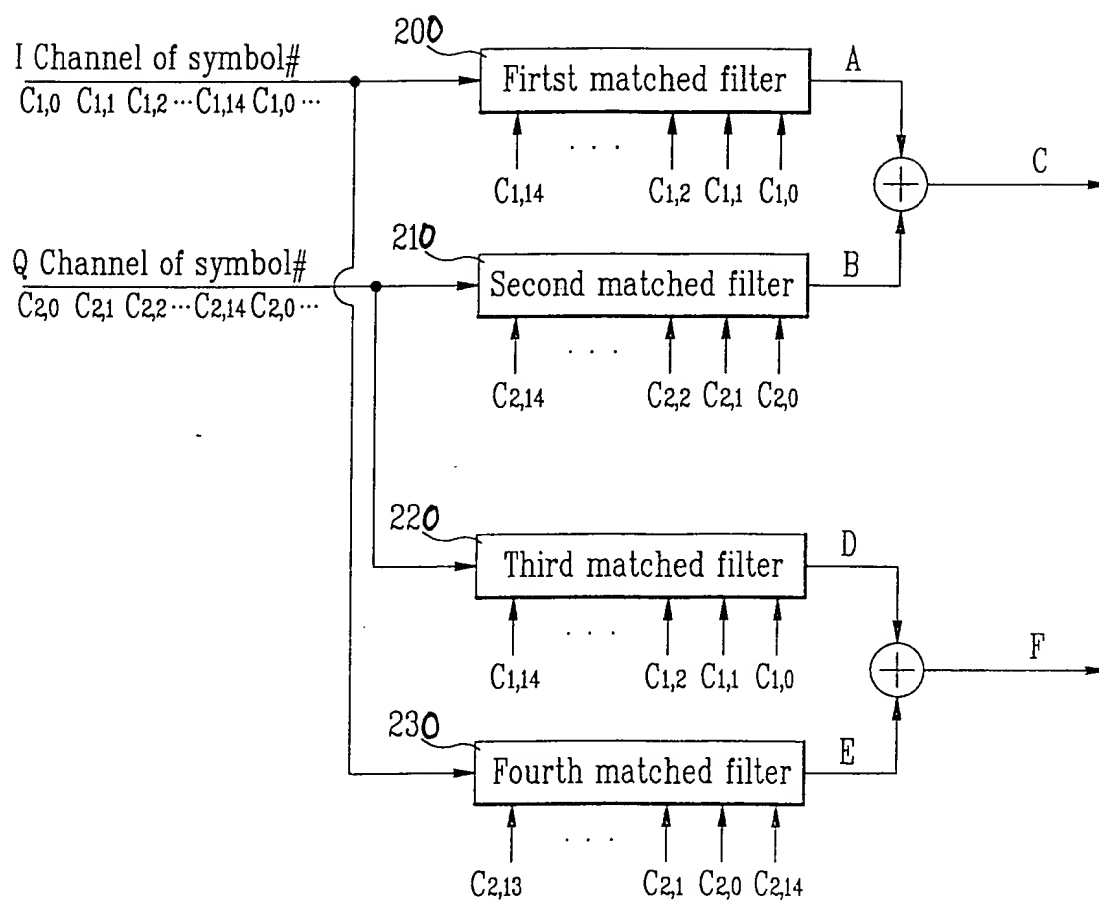 I Channel of symbol#
C1,0 C1,1 C1,2 ··· C1,14 C1,0 ···
200
Firtst matched filter
A
C1,14 · · · C1,2 C1,1 C1,0
C
Q Channel of symbol#
C2,0 C2,1 C2,2 ··· C2,14 C2,0 ···
210
Second matched filter
B
C2,14 · · · C2,2 C2,1 C2,0
220
Third matched filter
D
C1,14 · · · C1,2 C1,1 C1,0
F
230
Fourth matched filter
E
C2,13 · · · C2,1 C2,0 C2,14